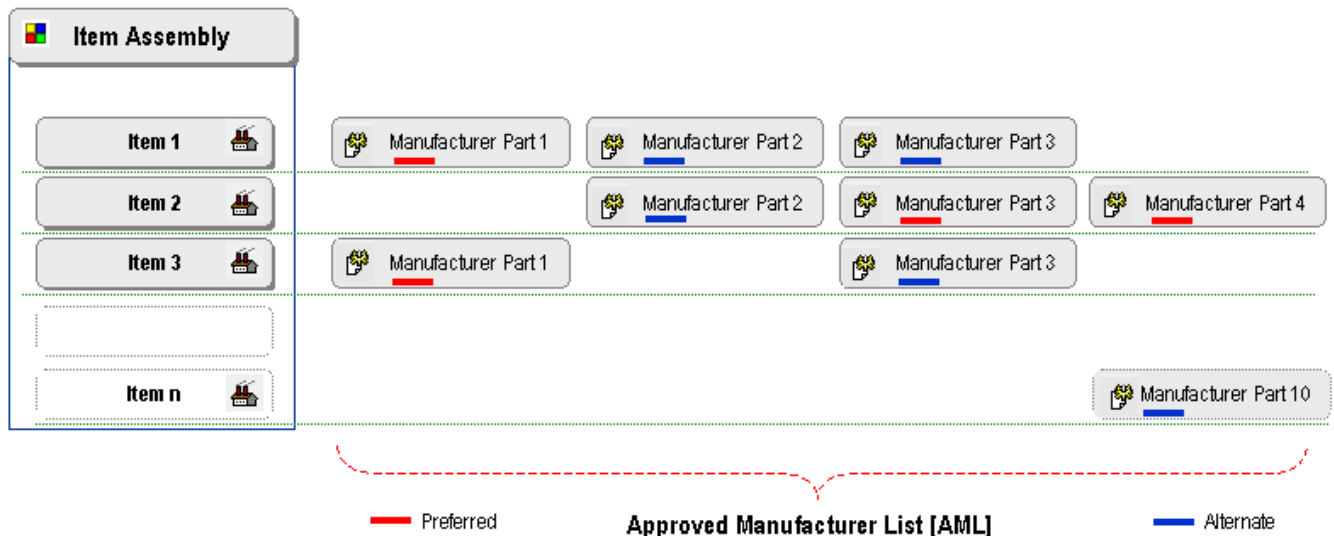 Item Assembly
Item 1 Manufacturer Part 1 Manufacturer Part 2 Manufacturer Part 3
Item 2 Manufacturer Part 2 Manufacturer Part 3 Manufacturer Part 4
Item 3 Manufacturer Part 1 Manufacturer Part 3
Item n Manufacturer Part 10
Preferred Approved Manufacturer List [AML] Alternate